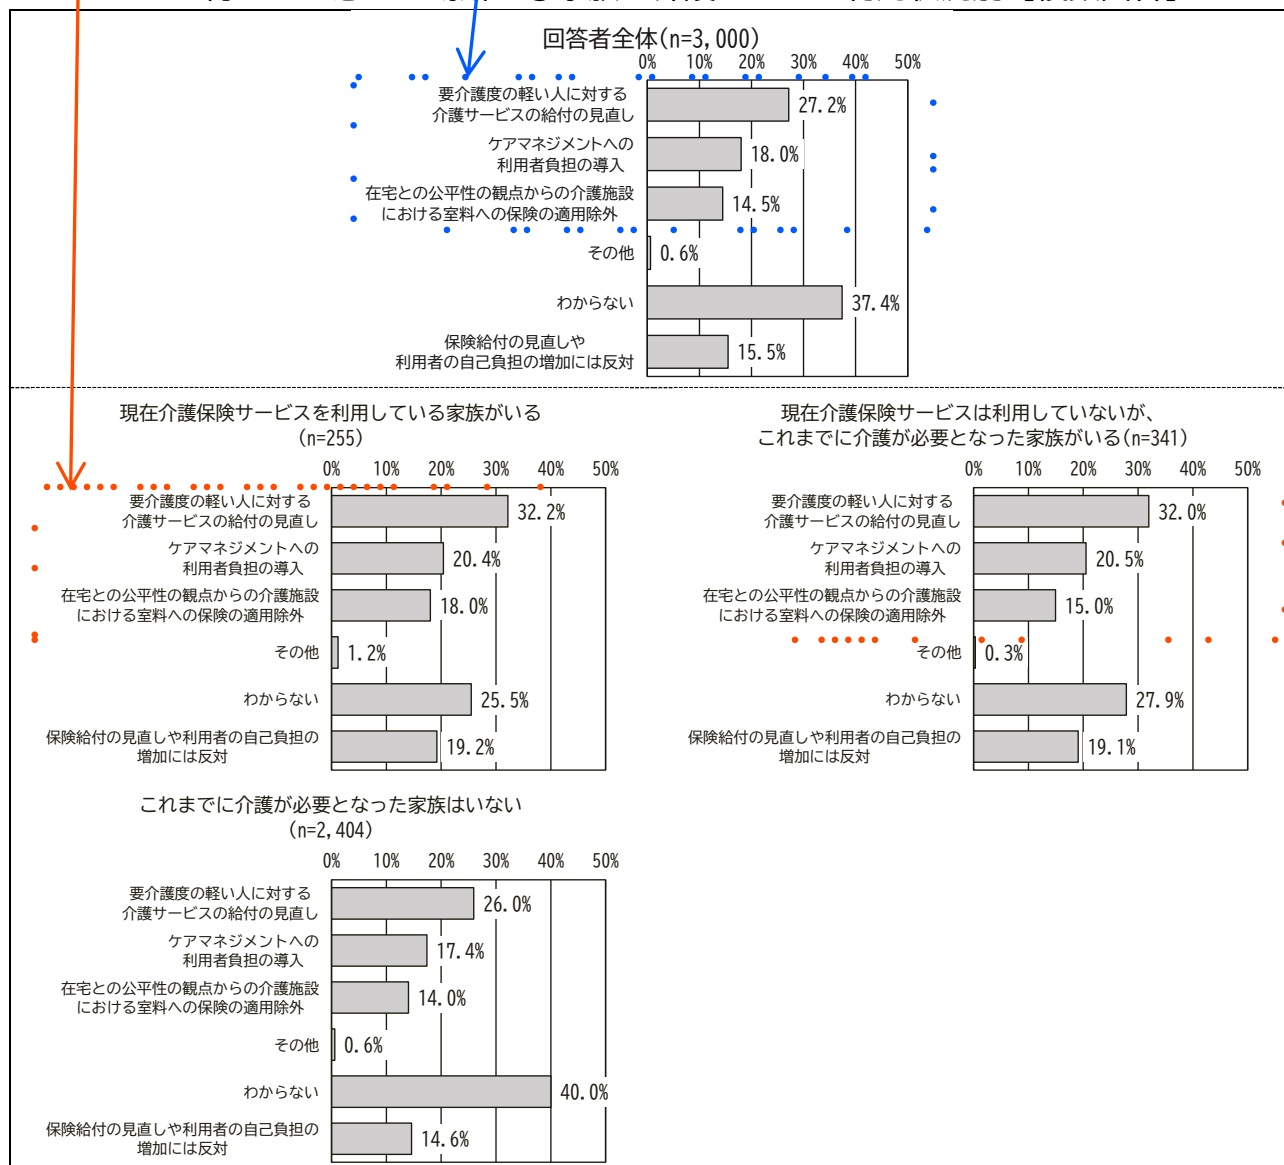 回答者全体(n=3,000)
0% 10% 20% 30% 40% 50%
要介護度の軽い人に対する
介護サービスの給付の見直し
27.2%
ケアマネジメントへの
利用者負担の導入
18.0%
在宅との公平性の観点からの介護施設
における室料への保険の適用除外
14.5%
その他
0.6%
わからない
37.4%
保険給付の見直しや
利用者の自己負担の増加には反対
15.5%
現在介護保険サービスを利用している家族がいる
(n=255)
0% 10% 20% 30% 40% 50%
要介護度の軽い人に対する
介護サービスの給付の見直し
32.2%
ケアマネジメントへの
利用者負担の導入
20.4%
在宅との公平性の観点からの介護施設
における室料への保険の適用除外
18.0%
その他
1.2%
わからない
25.5%
保険給付の見直しや利用者の自己負担の
増加には反対
19.2%
現在介護保険サービスは利用していないが、
これまでに介護が必要となった家族がいる(n=341)
0% 10% 20% 30% 40% 50%
要介護度の軽い人に対する
介護サービスの給付の見直し
32.0%
ケアマネジメントへの
利用者負担の導入
20.5%
在宅との公平性の観点からの介護施設
における室料への保険の適用除外
15.0%
その他
0.3%
わからない
27.9%
保険給付の見直しや利用者の自己負担の
増加には反対
19.1%
これまでに介護が必要となった家族はいない
(n=2,404)
0% 10% 20% 30% 40% 50%
要介護度の軽い人に対する
介護サービスの給付の見直し
26.0%
ケアマネジメントへの
利用者負担の導入
17.4%
在宅との公平性の観点からの介護施設
における室料への保険の適用除外
14.0%
その他
0.6%
わからない
40.0%
保険給付の見直しや利用者の自己負担の
増加には反対
14.6%